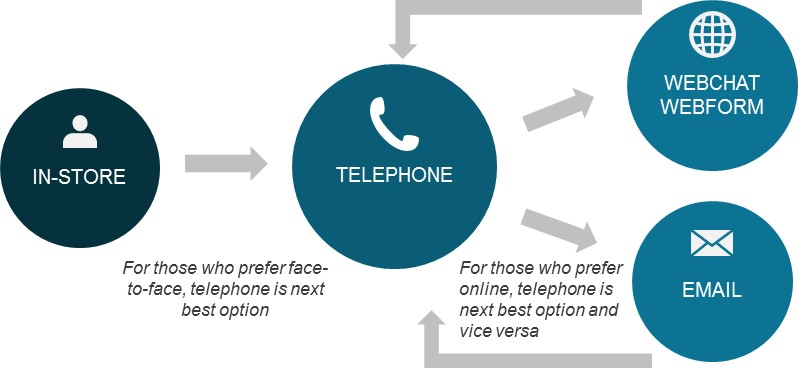 IN-STORE
TELEPHONE
WEBCHAT
WEBFORM
EMAIL
For those who prefer face-
to-face, telephone is next
best option
For those who prefer
online, telephone is
next best option and
vice versa